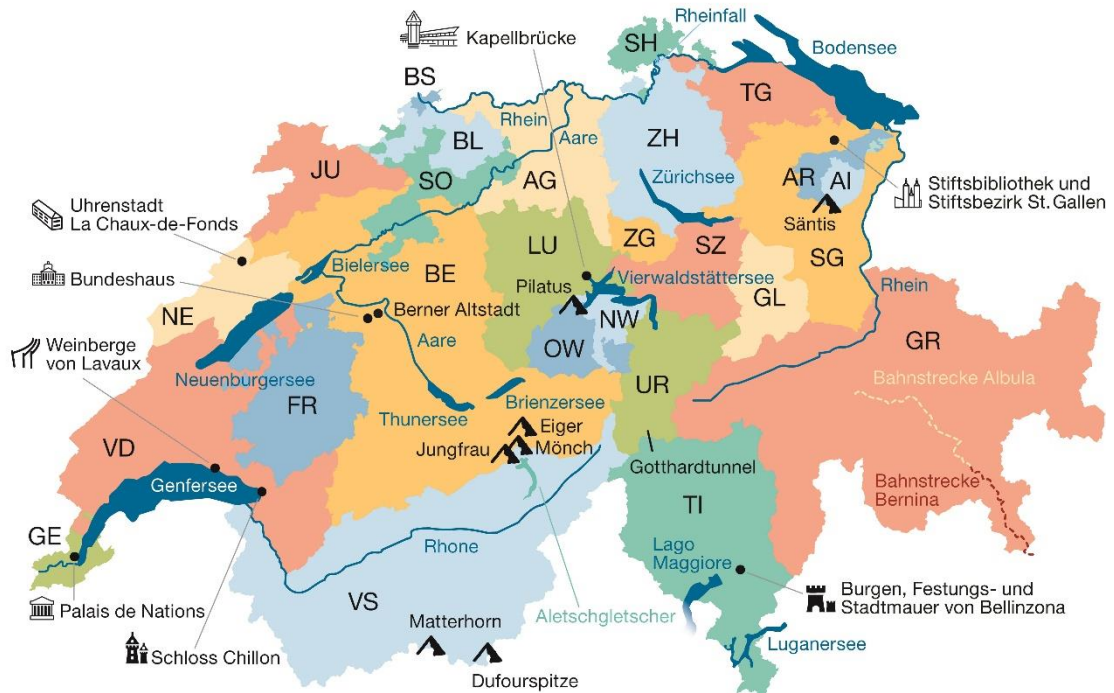 Rheinfall
Kapellbrücke
SH
Bodensee
BS
TG
Rhein
BL
Aare
ZH
JU
SO
AG
Zürichsee
AR
AI
Stiftsbibliothek und
Stiftsbezirk St. Gallen
Uhrenstadt
La Chaux-de-Fonds
Säntis
LU
ZG
SZ
SG
Bielersee
BE
Vierwaldstättersee
Bundeshaus
Pilatus
GL
Rhein
NE
Berner Altstadt
NW
GR
Weinberge
von Lavaux
Aare
OW
Bahnstrecke Albula
Neuenburgersee
UR
FR
Thunersee
Brienzersee
Eiger
VD
Jungfrau
Mönch
Gotthardtunnel
Genfersee
Bahnstrecke
Bernina
TI
GE
Rhone
Lago
Maggiore
Burgen, Festungs- und
Stadtmauer von Bellinzona
Palais de Nations
VS
Aletschgletscher
Matterhorn
Luganersee
Schloss Chillon
Dufourspitze